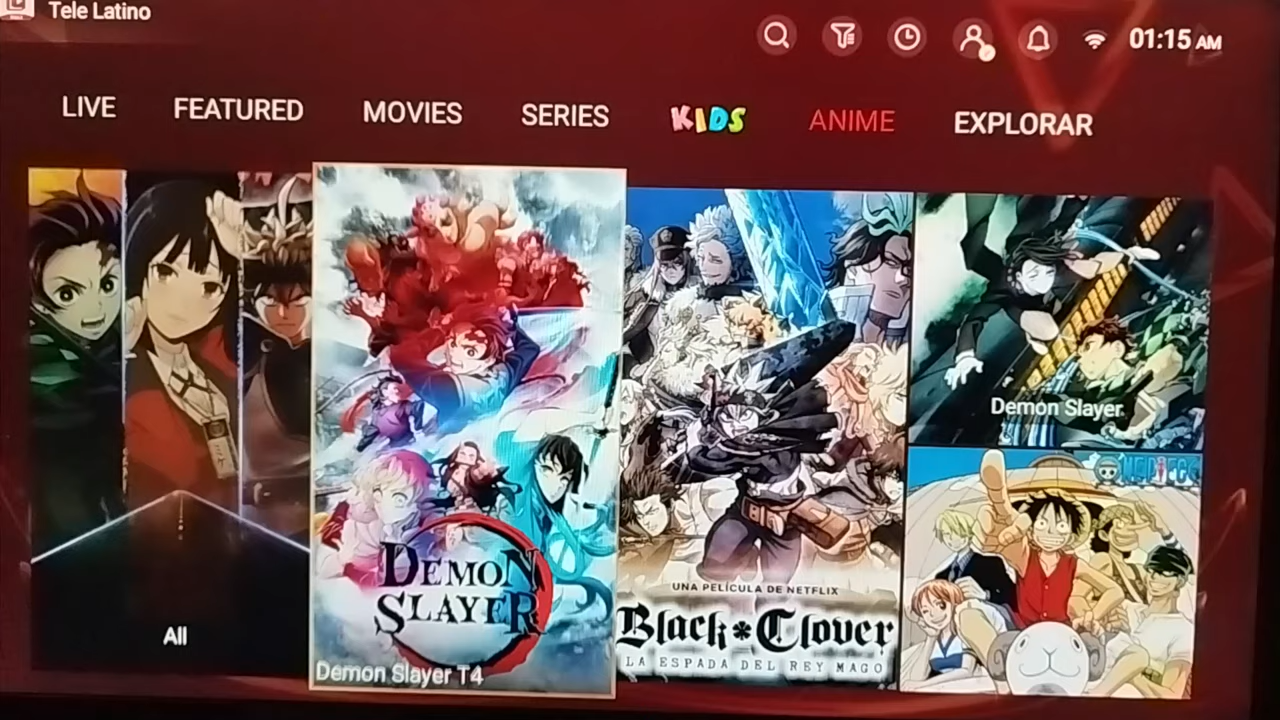 Tele Latino
01:15 AM
LIVE
FEATURED
MOVIES
SERIES
KIDS
ANIME
EXPLORAR
All
DEMON
SLAYER
Demon Slayer T4
UNA PELÍCULA DE NETFLIX
Black Clover
LA ESPADA DEL REY MAGO
Demon Slayer
ONE PIECE